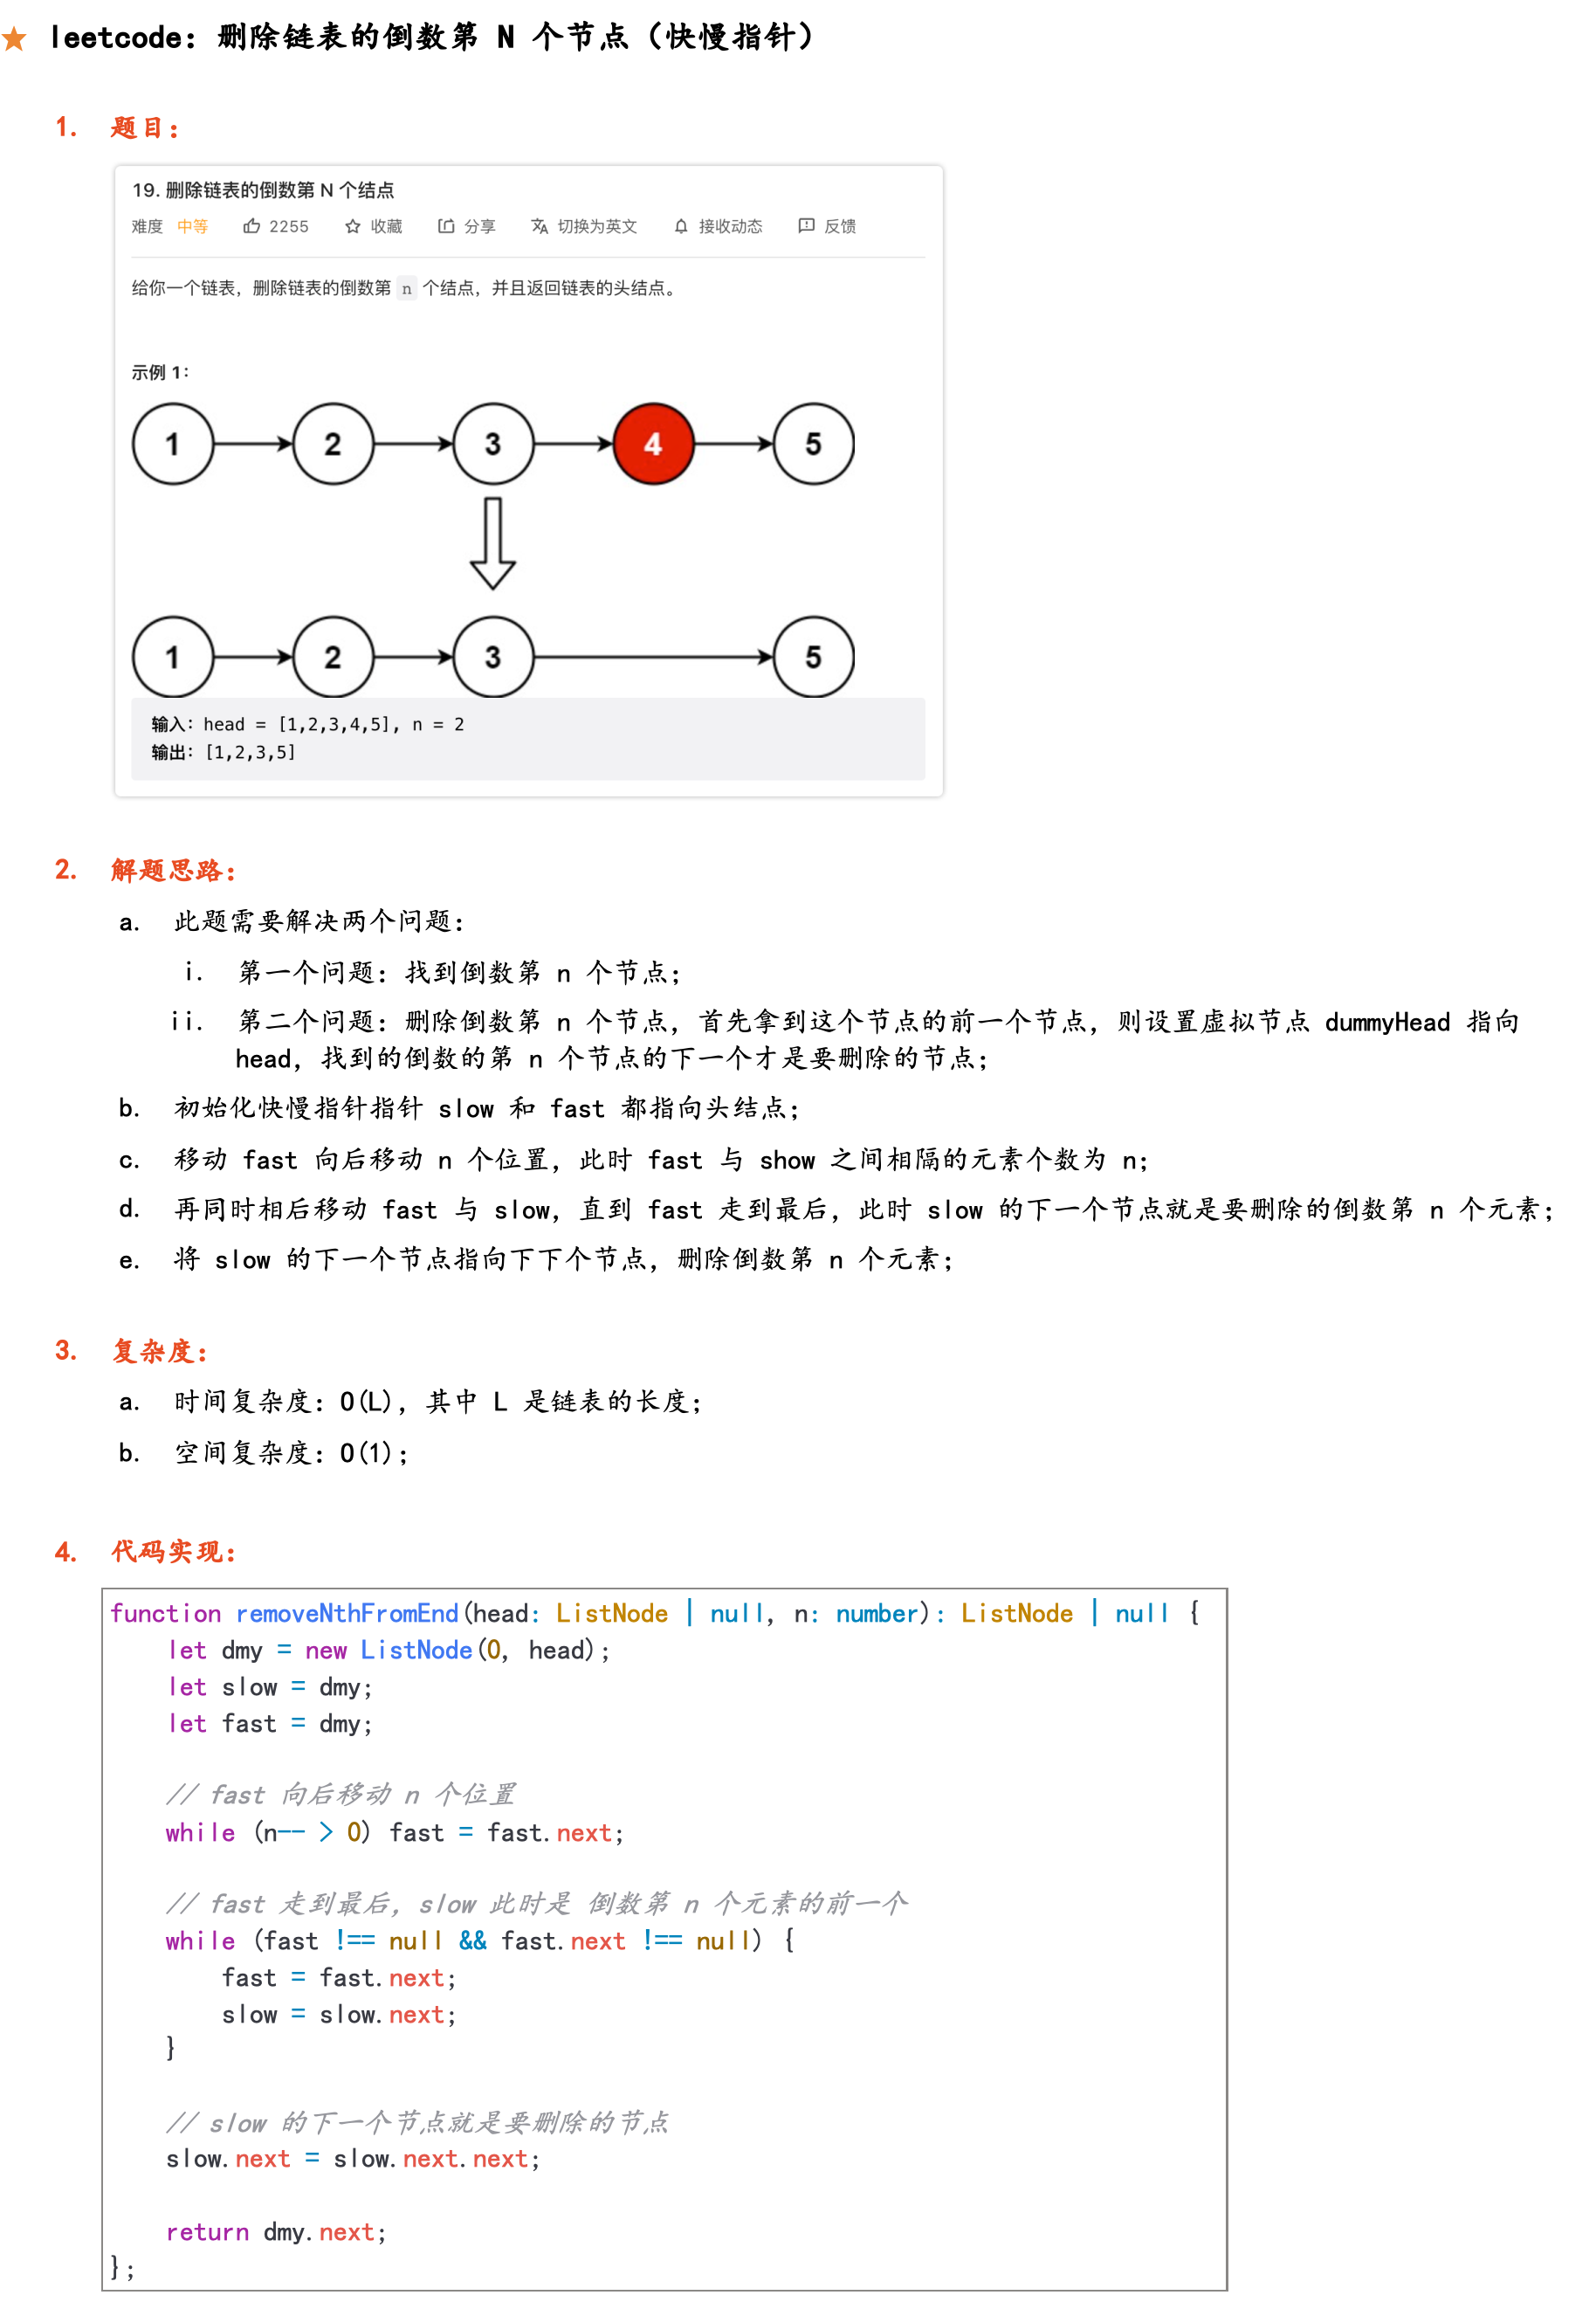 ★ leetcode: 删除链表的倒数第 N 个节点（快慢指针）
1. 题目：
19. 删除链表的倒数第 N 个结点
难度 中等 2255 收藏 分享 切换为英文 接收动态 反馈
给你一个链表，删除链表的倒数第 n 个结点，并且返回链表的头结点。
示例 1：
1 2 3 4 5
1 2 3 5
输入：head = [1,2,3,4,5], n = 2
输出：[1,2,3,5]
2. 解题思路：
a. 此题需要解决两个问题：
i. 第一个问题：找到倒数第 n 个节点；
ii. 第二个问题：删除倒数第 n 个节点，首先拿到这个节点的前一个节点，则设置虚拟节点 dummyHead 指向
head，找到的倒数的第 n 个节点的下一个才是要删除的节点；
b. 初始化快慢指针指针 slow 和 fast 都指向头结点；
c. 移动 fast 向后移动 n 个位置，此时 fast 与 show 之间相隔的元素个数为 n；
d. 再同时相后移动 fast 与 slow，直到 fast 走到最后，此时 slow 的下一个节点就是要删除的倒数第 n 个元素；
e. 将 slow 的下一个节点指向下下个节点，删除倒数第 n 个元素；
3. 复杂度：
a. 时间复杂度：O(L)，其中 L 是链表的长度；
b. 空间复杂度：O(1)；
4. 代码实现：
function removeNthFromEnd(head: ListNode | null, n: number): ListNode | null {
let dmy = new ListNode(0, head);
let slow = dmy;
let fast = dmy;
// fast 向后移动 n 个位置
while (n-- > 0) fast = fast.next;
// fast 走到最后，slow 此时是 倒数第 n 个元素的前一个
while (fast !== null && fast.next !== null) {
fast = fast.next;
slow = slow.next;
}
// slow 的下一个节点就是要删除的节点
slow.next = slow.next.next;
return dmy.next;
};